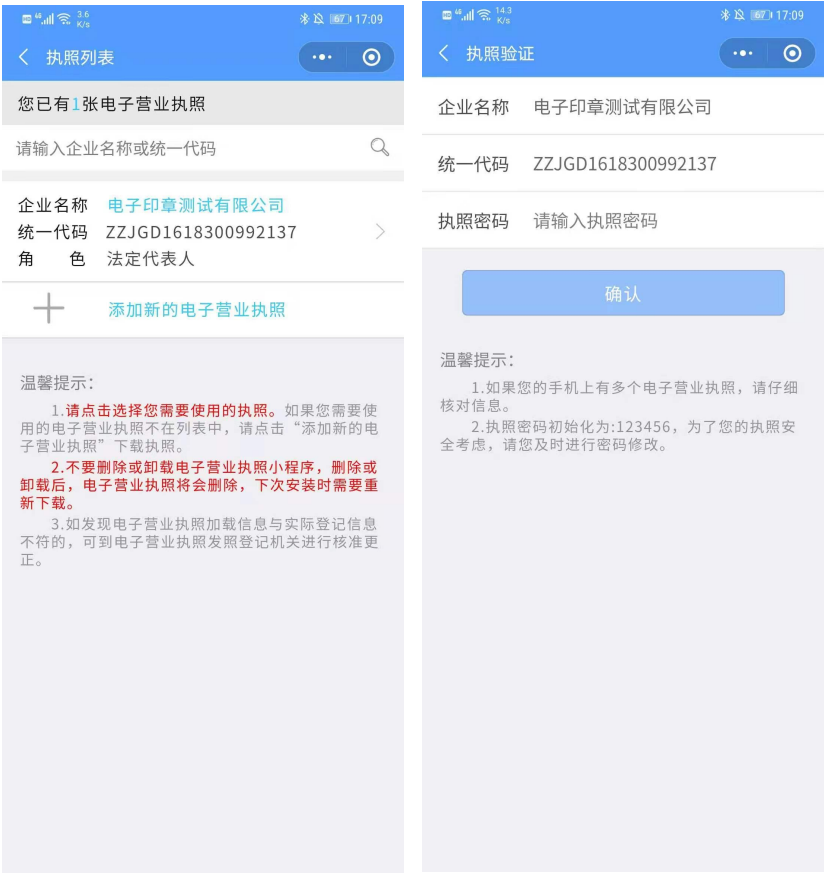 HD 4G 3.6 K/s 67 17:09
执照列表
您已有1张电子营业执照
请输入企业名称或统一代码
企业名称 电子印章测试有限公司
统一代码 ZZJGD1618300992137
角 色 法定代表人
添加新的电子营业执照
温馨提示：
1.请点击选择您需要使用的执照。如果您需要使
用的电子营业执照不在列表中，请点击“添加新的电
子营业执照”下载执照。
2.不要删除或卸载电子营业执照小程序，删除或
卸载后，电子营业执照将会删除，下次安装时需要重
新下载。
3.如发现电子营业执照加载信息与实际登记信息
不符的，可到电子营业执照发照登记机关进行核准更
正。
HD 4G 14.3 K/s 67 17:09
执照验证
企业名称 电子印章测试有限公司
统一代码 ZZJGD1618300992137
执照密码 请输入执照密码
确认
温馨提示：
1.如果您的手机上有多个电子营业执照，请仔细
核对信息。
2.执照密码初始化为:123456，为了您的执照安
全考虑，请您及时进行密码修改。